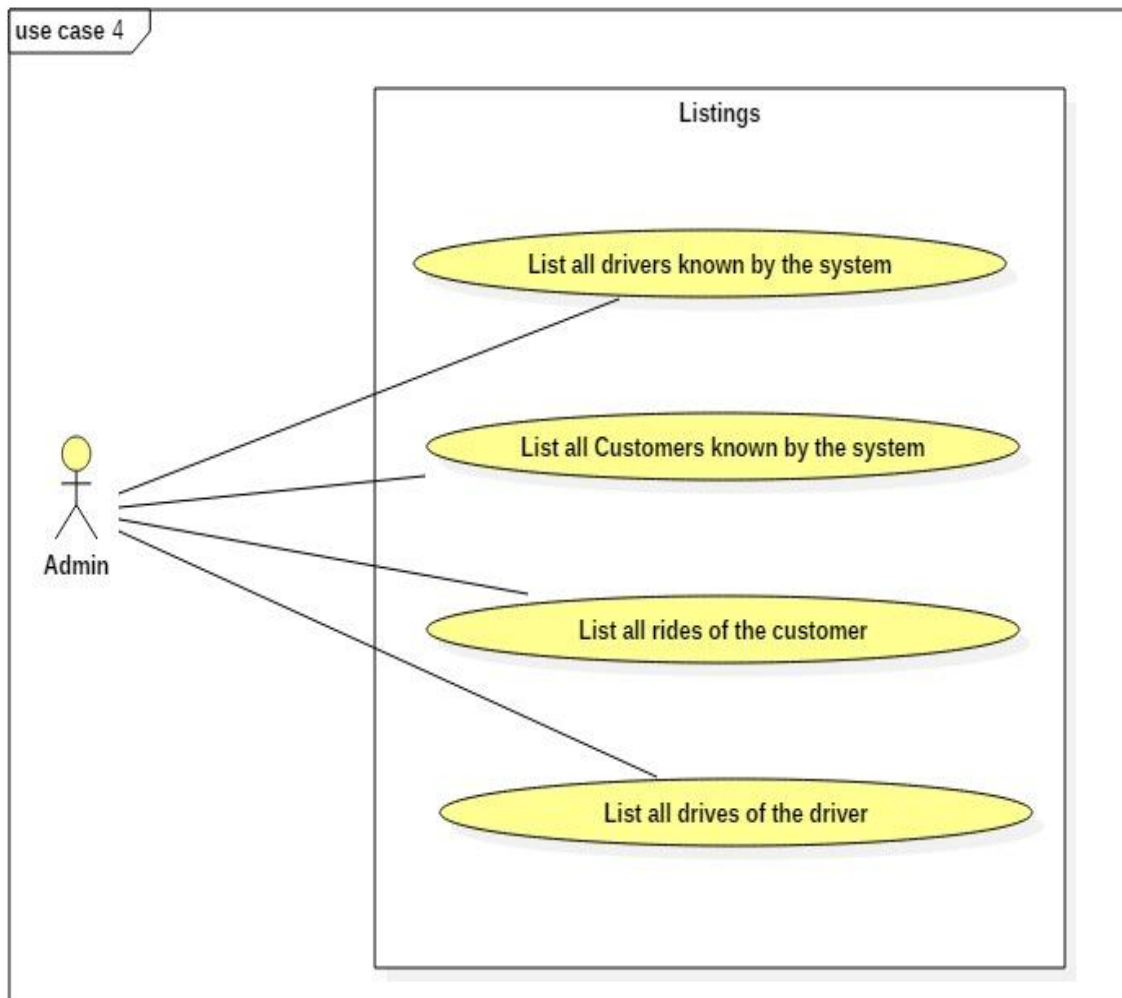 use case 4
Listings
List all drivers known by the system
List all Customers known by the system
Admin
List all rides of the customer
List all drives of the driver